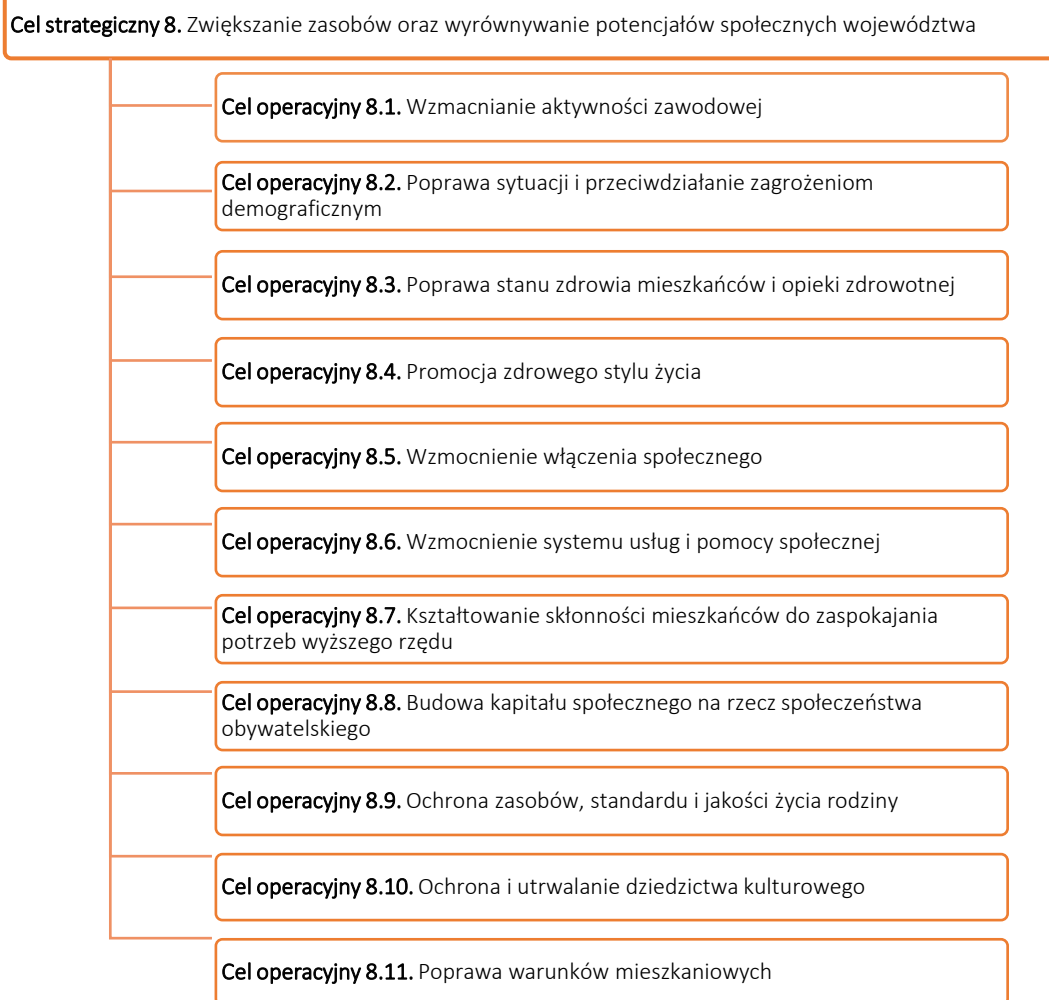 Cel strategiczny 8. Zwiększanie zasobów oraz wyrównywanie potencjałów społecznych województwa
Cel operacyjny 8.1. Wzmacnianie aktywności zawodowej
Cel operacyjny 8.2. Poprawa sytuacji i przeciwdziałanie zagrożeniom
demograficznym
Cel operacyjny 8.3. Poprawa stanu zdrowia mieszkańców i opieki zdrowotnej
Cel operacyjny 8.4. Promocja zdrowego stylu życia
Cel operacyjny 8.5. Wzmocnienie włączenia społecznego
Cel operacyjny 8.6. Wzmocnienie systemu usług i pomocy społecznej
Cel operacyjny 8.7. Kształtowanie skłonności mieszkańców do zaspokajania
potrzeb wyższego rzędu
Cel operacyjny 8.8. Budowa kapitału społecznego na rzecz społeczeństwa
obywatelskiego
Cel operacyjny 8.9. Ochrona zasobów, standardu i jakości życia rodziny
Cel operacyjny 8.10. Ochrona i utrwalanie dziedzictwa kulturowego
Cel operacyjny 8.11. Poprawa warunków mieszkaniowych